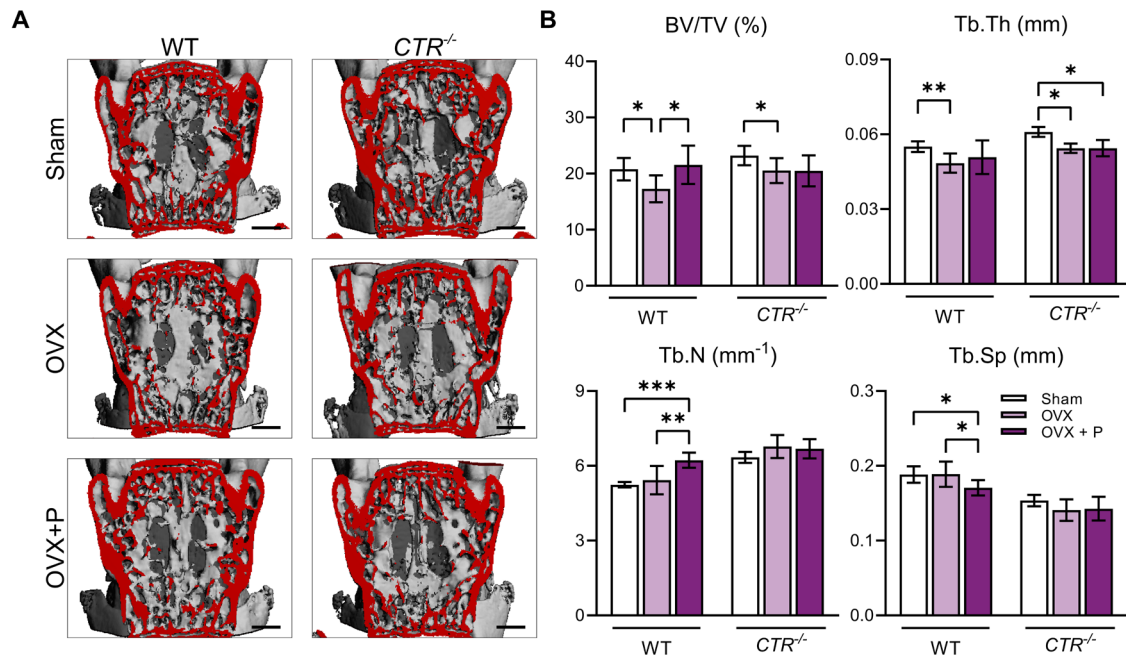 A
WT
CTR-/-
Sham
OVX
OVX+P
B
BV/TV (%)
40
30
20
10
0
*
*
*
WT
CTR-/-
Tb.Th (mm)
0.09
0.06
0.03
0.00
**
*
*
WT
CTR-/-
Tb.N (mm-1)
9
6
3
0
***
**
WT
CTR-/-
Tb.Sp (mm)
0.3
0.2
0.1
0.0
*
*
Sham
OVX
OVX + P
WT
CTR-/-